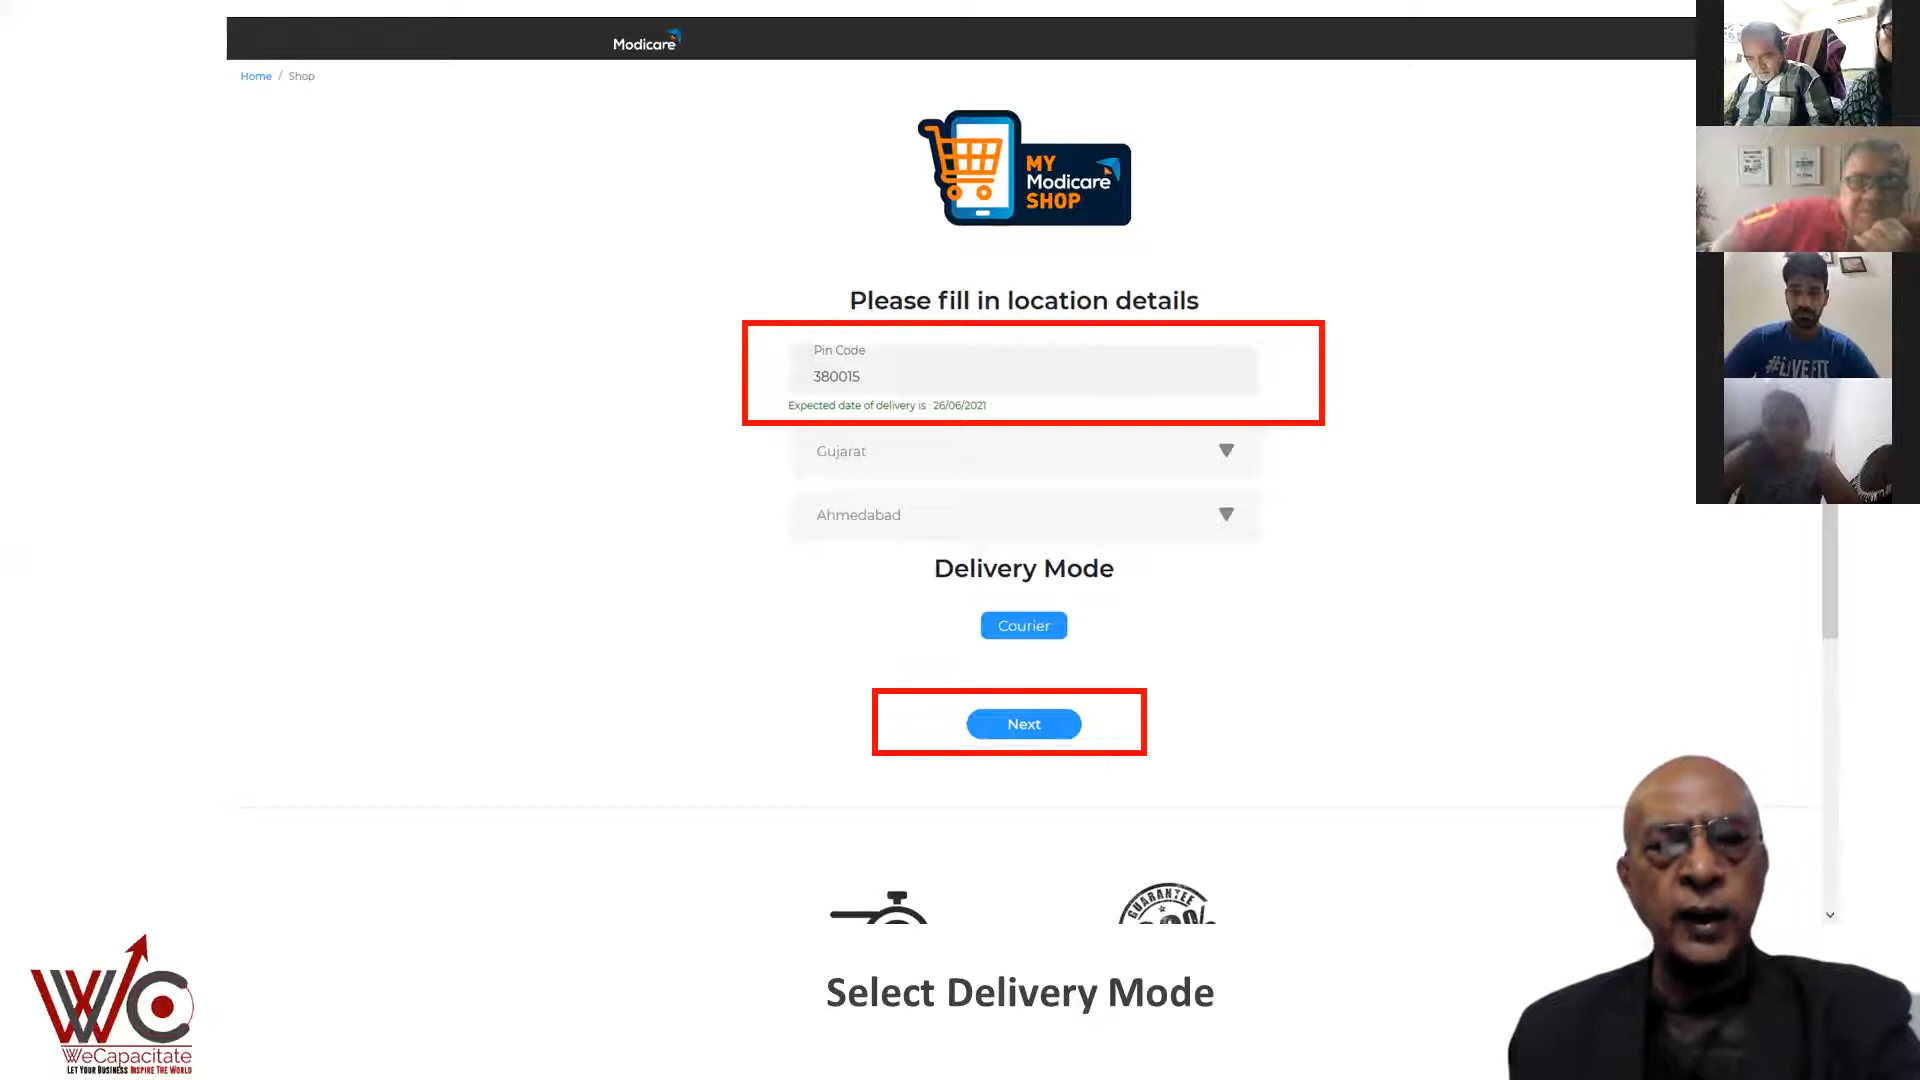 Modicare
Home / Shop
MY
Modicare
SHOP
Please fill in location details
Pin Code
380015
Expected date of delivery is : 26/06/2021
Gujarat
Ahmedabad
Delivery Mode
Courier
Next
GUARANTEE
#LIVEFIT
Select Delivery Mode
WC
WeCapacitate
LET YOUR BUSINESS INSPIRE THE WORLD